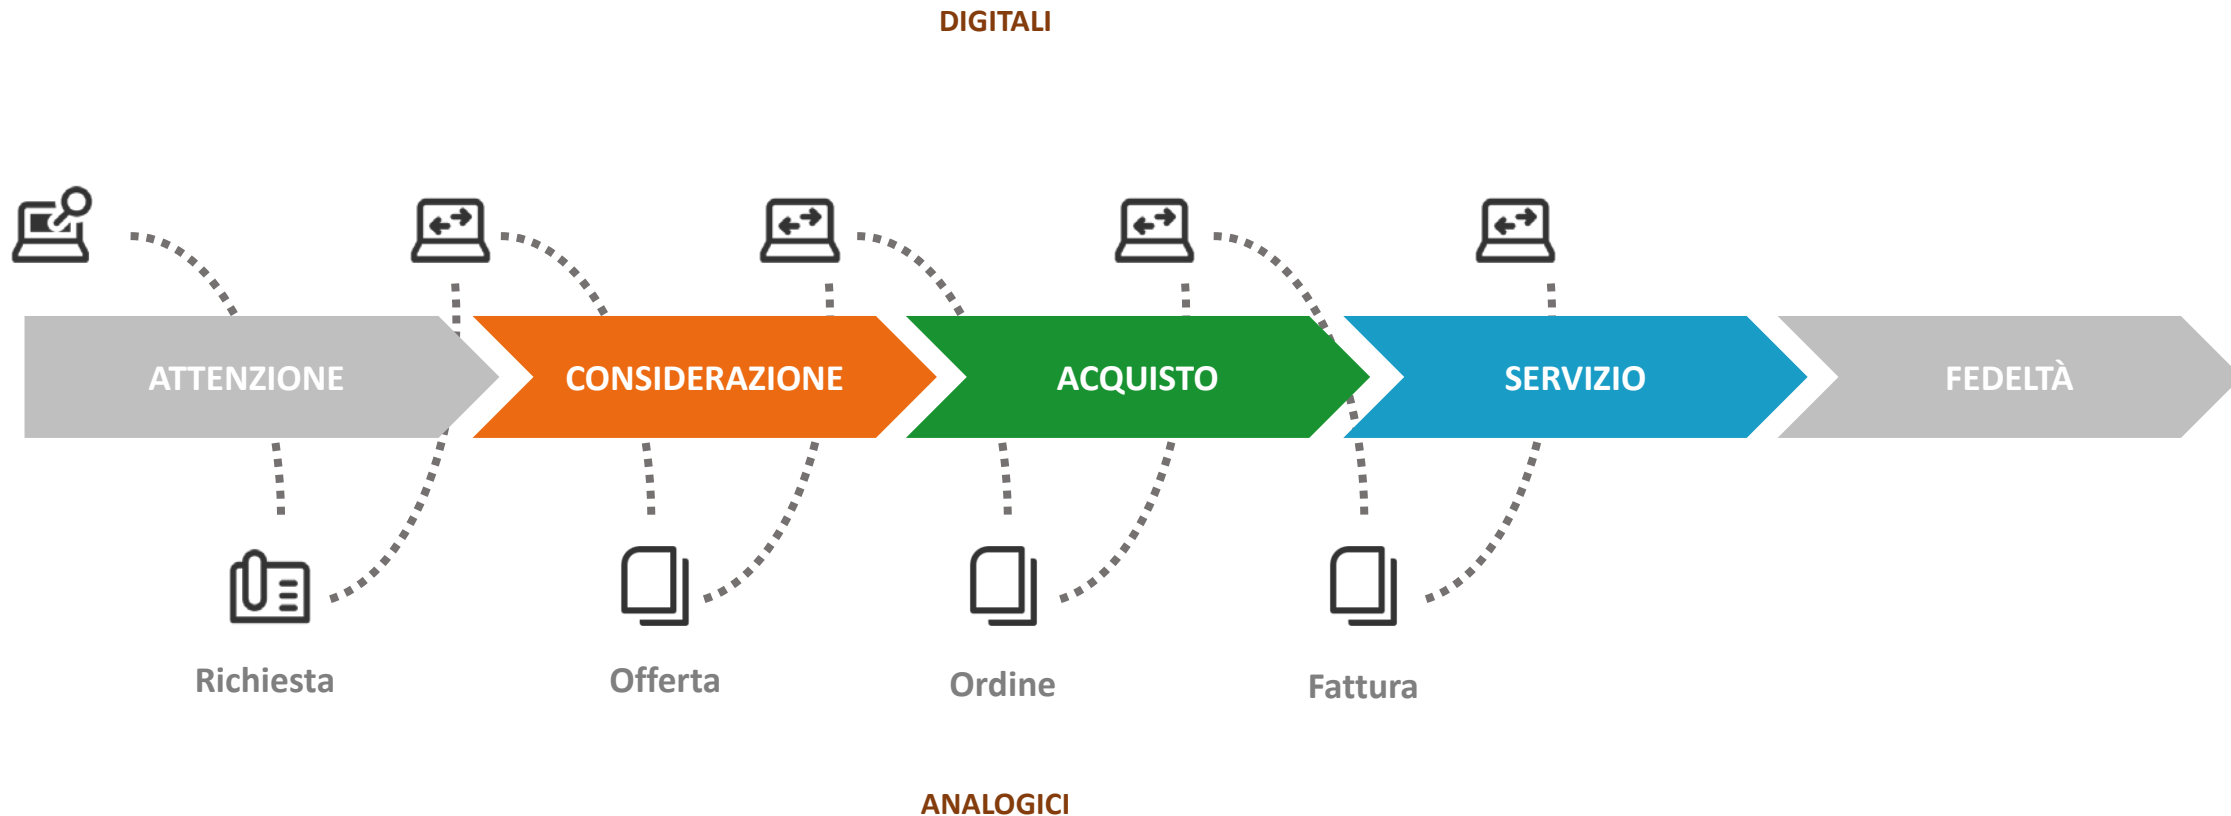 DIGITALI
ATTENZIONE
CONSIDERAZIONE
ACQUISTO
SERVIZIO
FEDELTÀ
Richiesta
Offerta
Ordine
Fattura
ANALOGICI